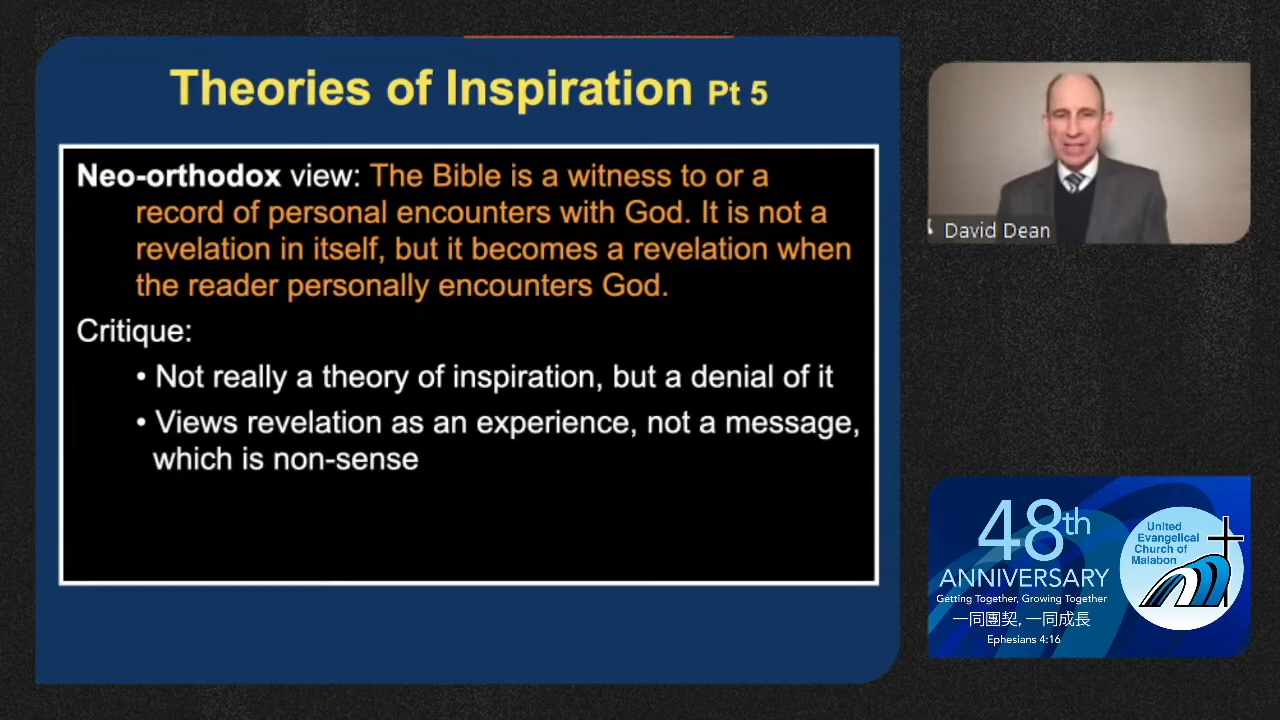 Theories of Inspiration Pt 5
Neo-orthodox view: The Bible is a witness to or a
record of personal encounters with God. It is not a
revelation in itself, but it becomes a revelation when
the reader personally encounters God.
Critique:
• Not really a theory of inspiration, but a denial of it
• Views revelation as an experience, not a message,
which is non-sense
David Dean
48th
ANNIVERSARY
Getting Together, Growing Together
一同團契, 一同成長
Ephesians 4:16
United
Evangelical
Church of
Malabon